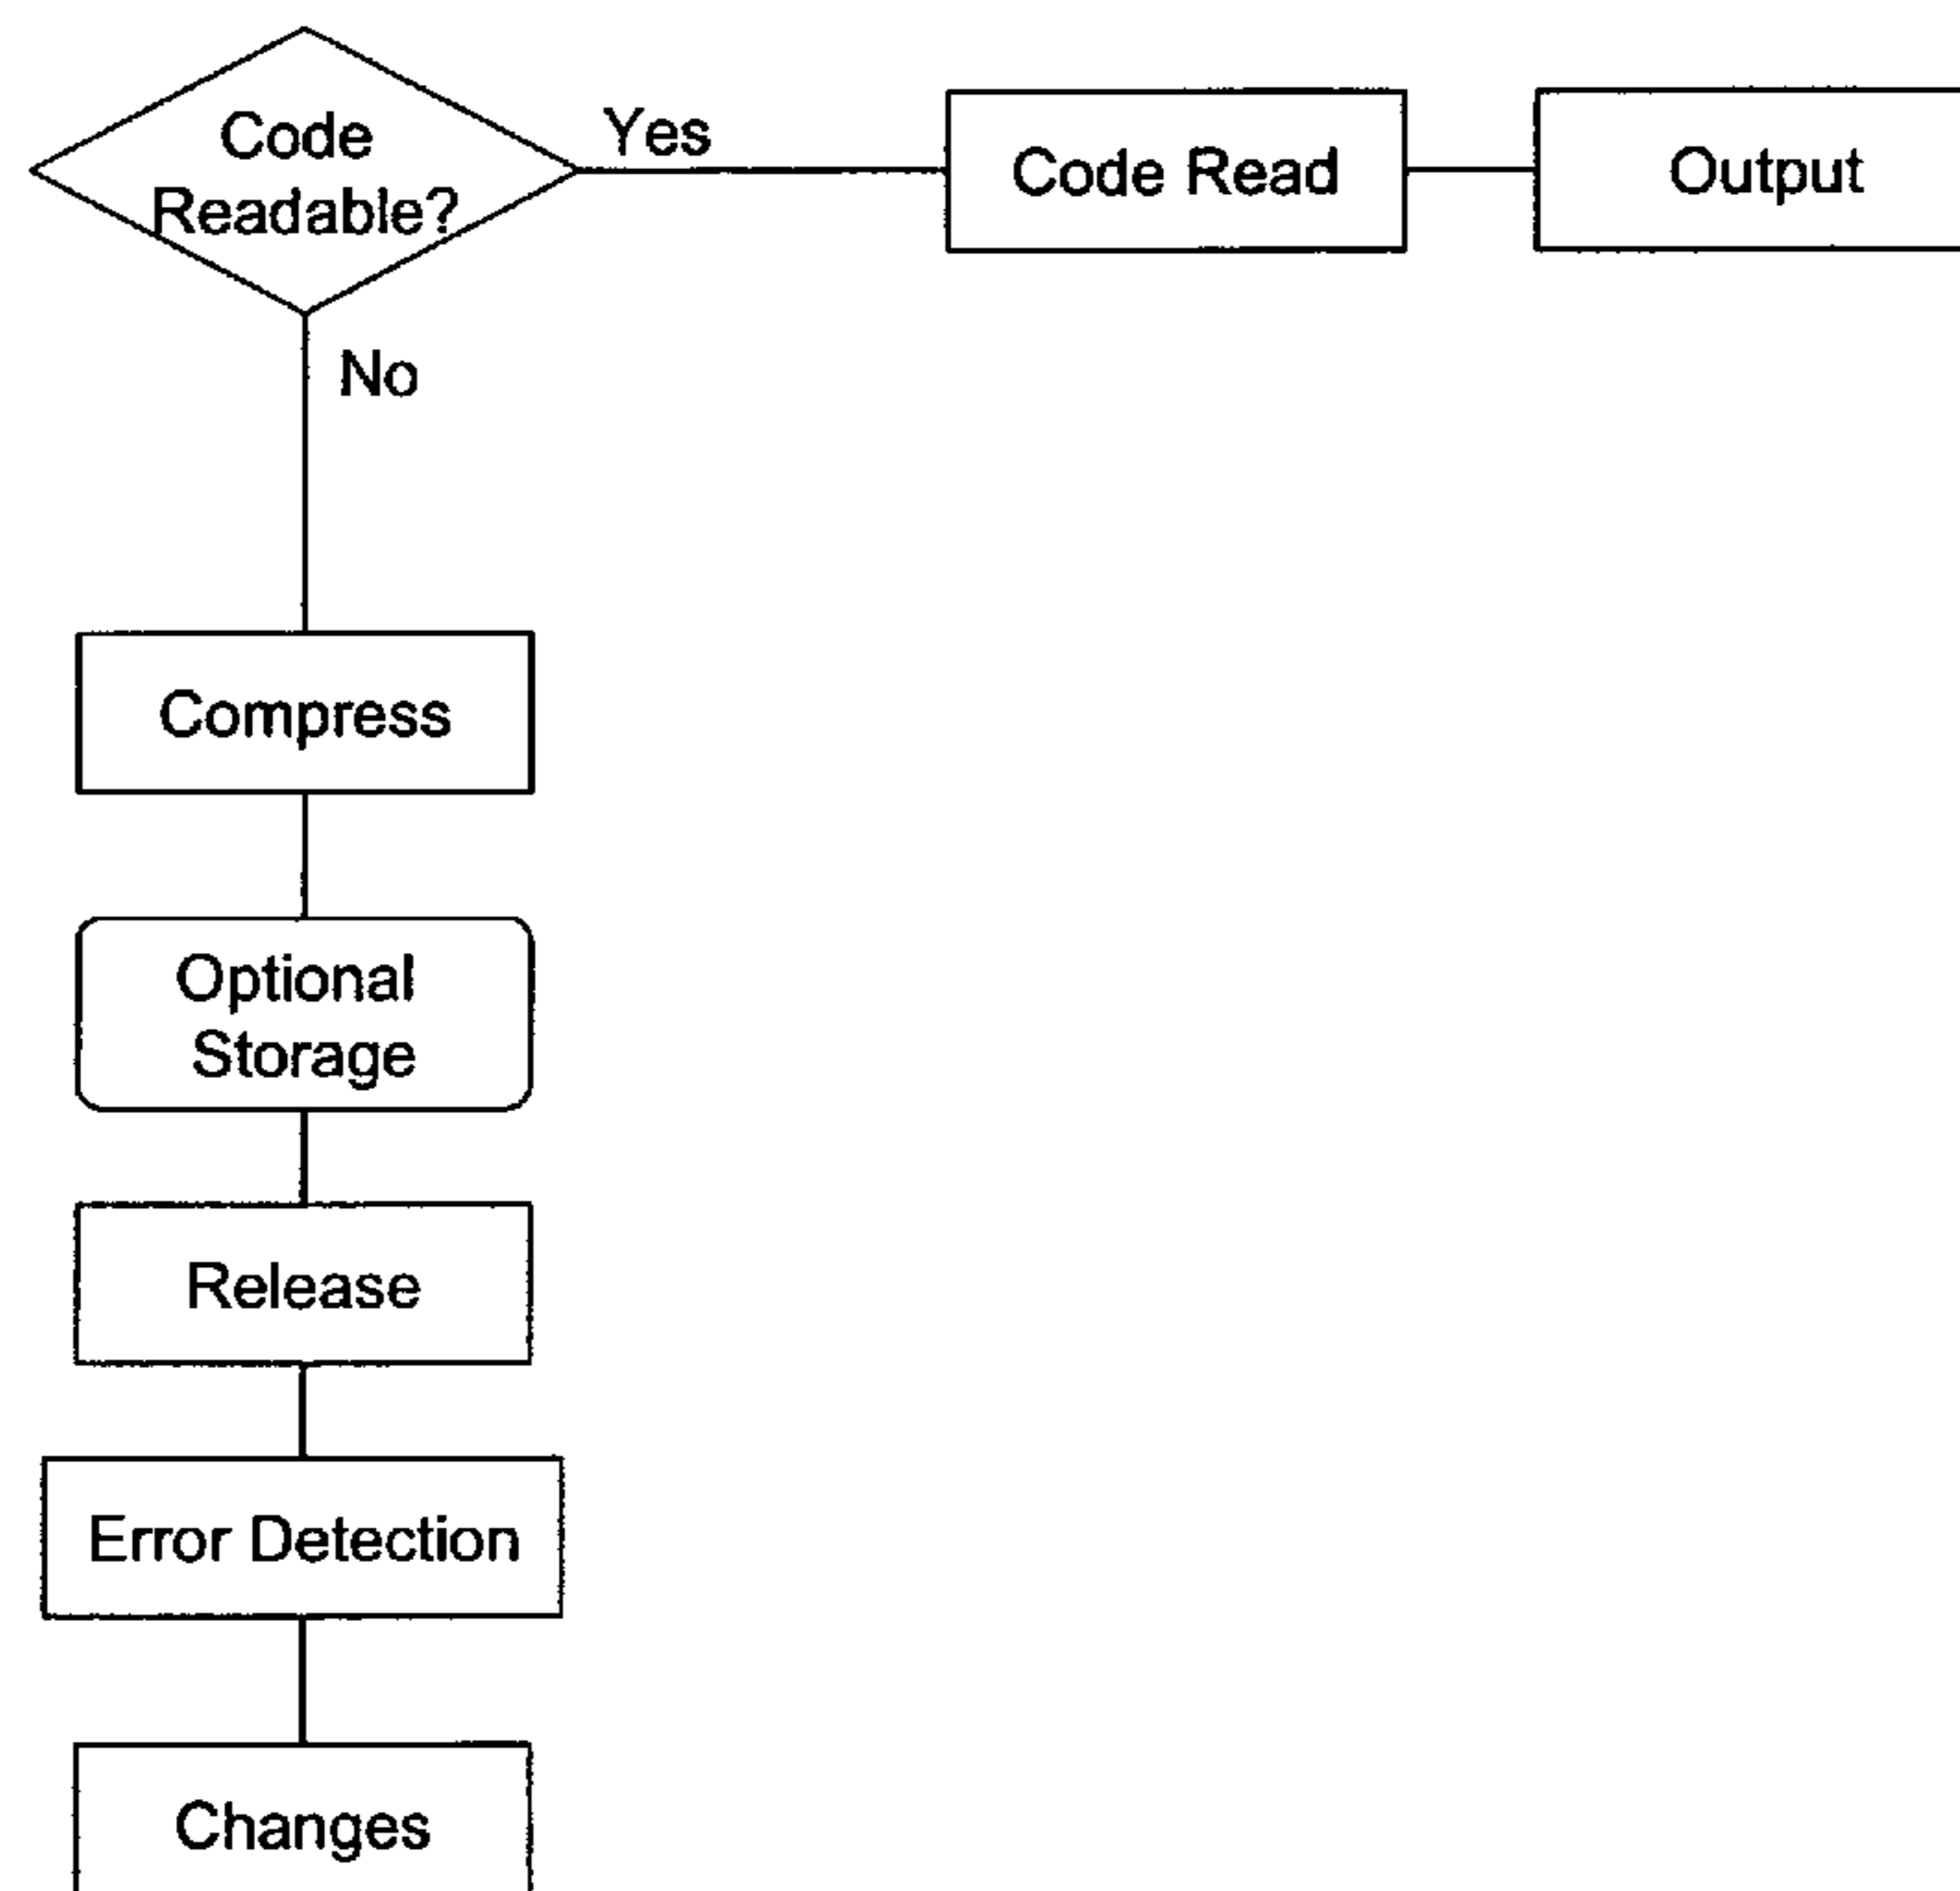 Code
Readable?
Yes
Code Read
Output
No
Compress
Optional
Storage
Release
Error Detection
Changes